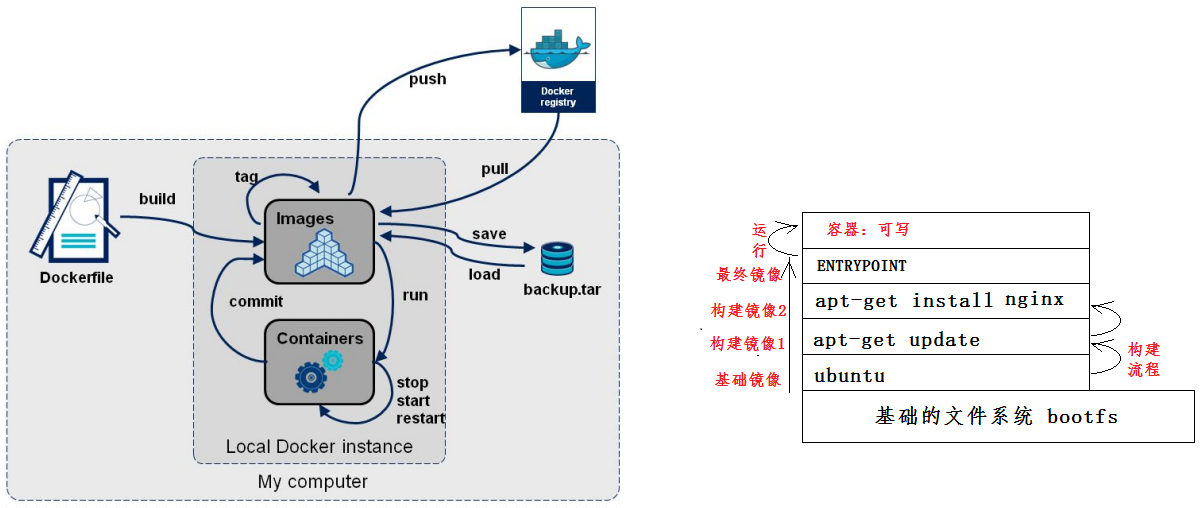 push
Docker
registry
pull
tag
build
Images
save
Dockerfile
load
backup.tar
commit
run
Containers
stop
start
restart
Local Docker instance
My computer
运
行
容器：可写
最终镜像
ENTRYPOINT
构建镜像2
apt-get install nginx
构建镜像1
apt-get update
构建
流程
基础镜像
ubuntu
基础的文件系统 bootfs